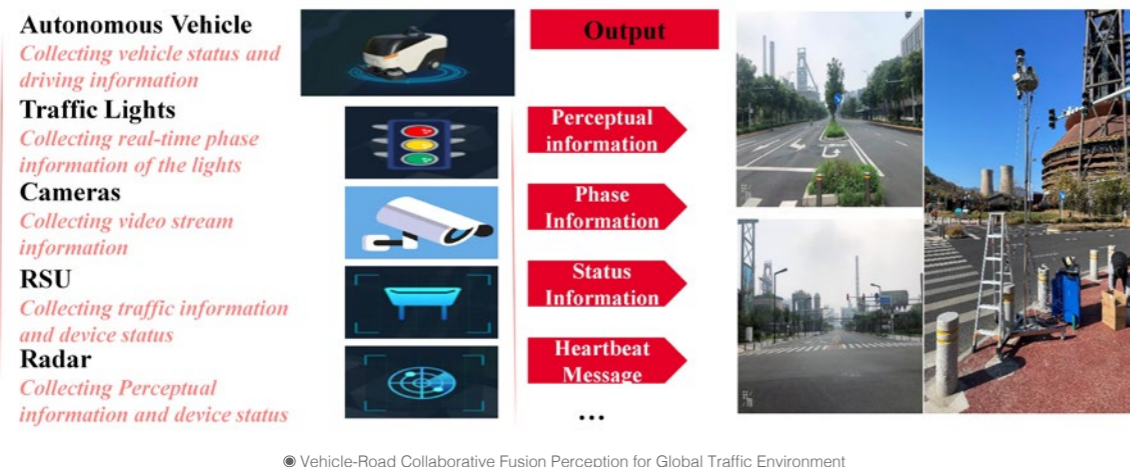 Autonomous Vehicle
Collecting vehicle status and
driving information
Traffic Lights
Collecting real-time phase
information of the lights
Cameras
Collecting video stream
information
RSU
Collecting traffic information
and device status
Radar
Collecting Perceptual
information and device status
Output
Perceptual
information
Phase
Information
Status
Information
Heartbeat
Message
...
◉ Vehicle-Road Collaborative Fusion Perception for Global Traffic Environment